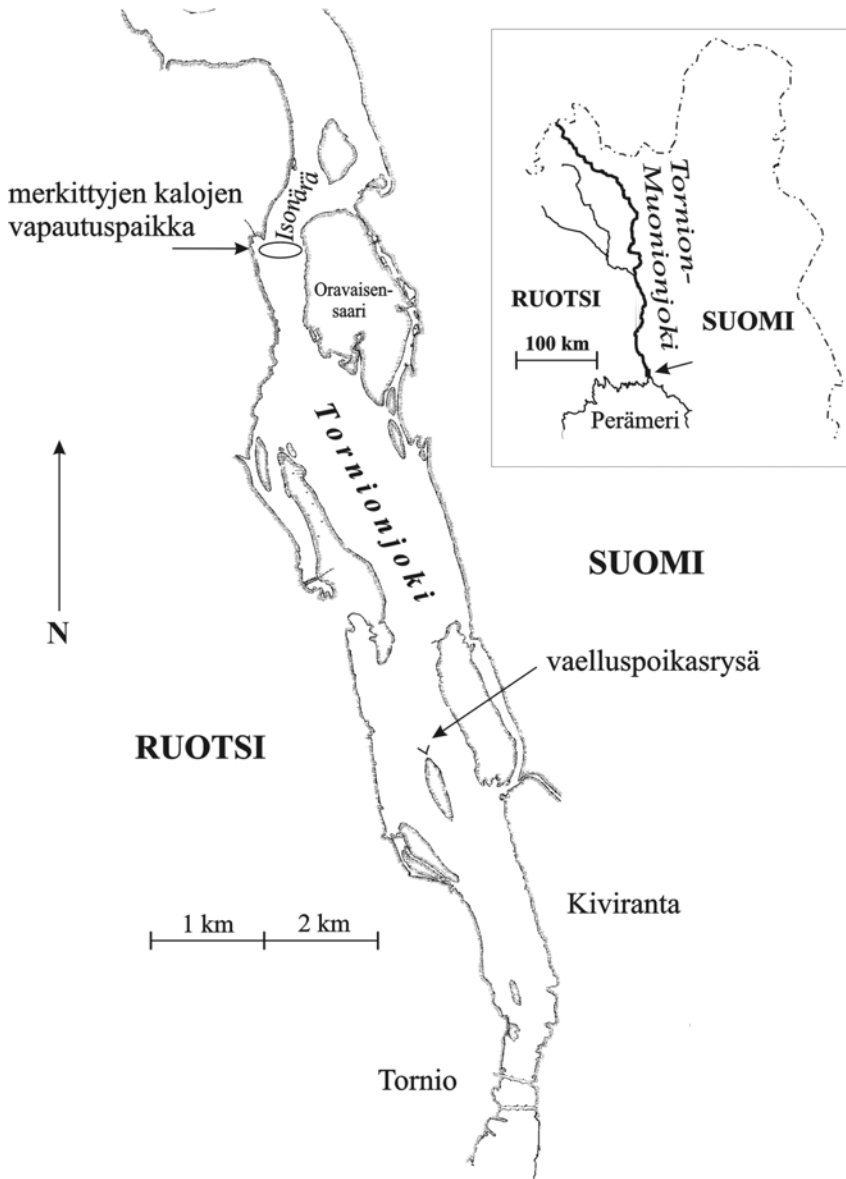 merkittyjen kalojen
vapautuspaikka
Isonärä
Oravaisen-
saari
Tornionjoki
N
SUOMI
vaelluspoikasrysä
RUOTSI
Kiviranta
1 km
2 km
Tornio
Tornion-
Muonionjoki
RUOTSI
SUOMI
100 km
Perämeri